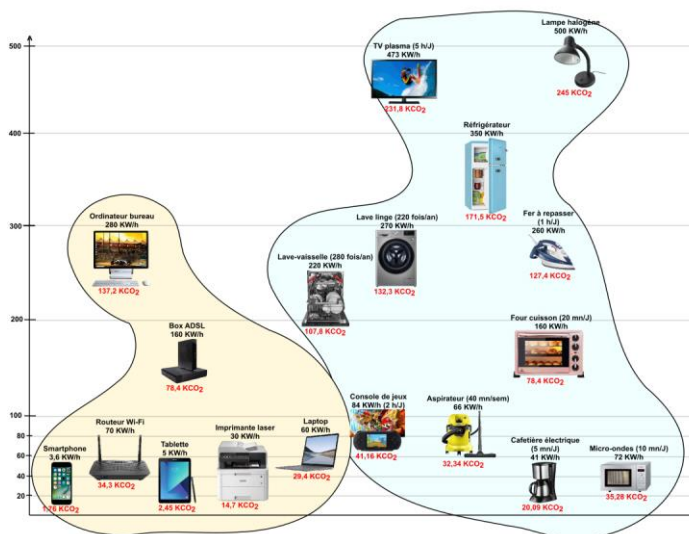 500
400
300
200
100
80
60
40
20
0
TV plasma (5 h/J)
473 KW/h
231,8 KCO2
Lampe halogène
500 KW/h
245 KCO2
Réfrigérateur
350 KW/h
171,5 KCO2
Ordinateur bureau
280 KW/h
137,2 KCO2
Lave linge (220 fois/an)
270 KW/h
132,3 KCO2
Fer à repasser
(1 h/J)
260 KW/h
127,4 KCO2
Lave-vaisselle (280 fois/an)
220 KW/h
107,8 KCO2
Box ADSL
160 KW/h
78,4 KCO2
Four cuisson (20 mn/J)
160 KW/h
78,4 KCO2
Console de jeux
84 KW/h (2 h/J)
41,16 KCO2
Aspirateur (40 mn/sem)
66 KW/h
32,34 KCO2
Smartphone
3,6 KW/h
1,76 KCO2
Routeur Wi-Fi
70 KW/h
34,3 KCO2
Tablette
5 KW/h
2,45 KCO2
Imprimante laser
30 KW/h
14,7 KCO2
Laptop
60 KW/h
29,4 KCO2
Cafetière électrique
(5 mn/J)
41 KW/h
20,09 KCO2
Micro-ondes (10 mn/J)
72 KW/h
35,28 KCO2